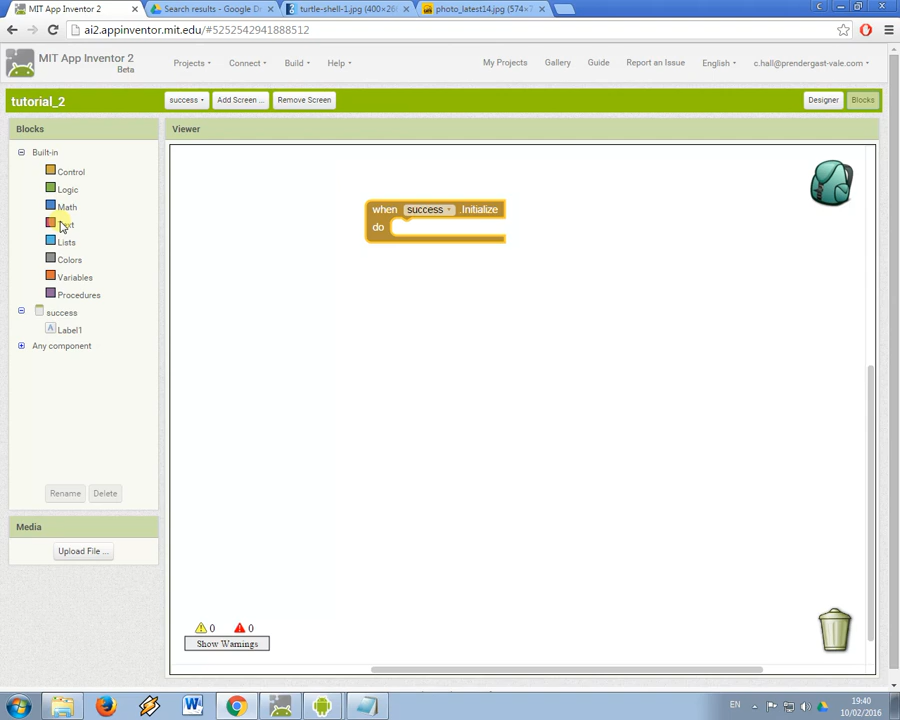 MIT App Inventor 2
Search results - Google Dr
turtle-shell-1.jpg (400×26
photo_latest14.jpg (574×7
ai2.appinventor.mit.edu/#5252542941888512
MIT App Inventor 2
Beta
Projects
Connect
Build
Help
My Projects
Gallery
Guide
Report an Issue
English
c.hall@prendergast-vale.com
tutorial_2
success
Add Screen ...
Remove Screen
Designer
Blocks
Blocks
Viewer
Built-in
Control
Logic
Math
Lists
Colors
Variables
Procedures
success
A Label1
Any component
Rename
Delete
Media
Upload File ...
when success .Initialize
do
0
0
Show Warnings
EN
19:40
10/02/2016